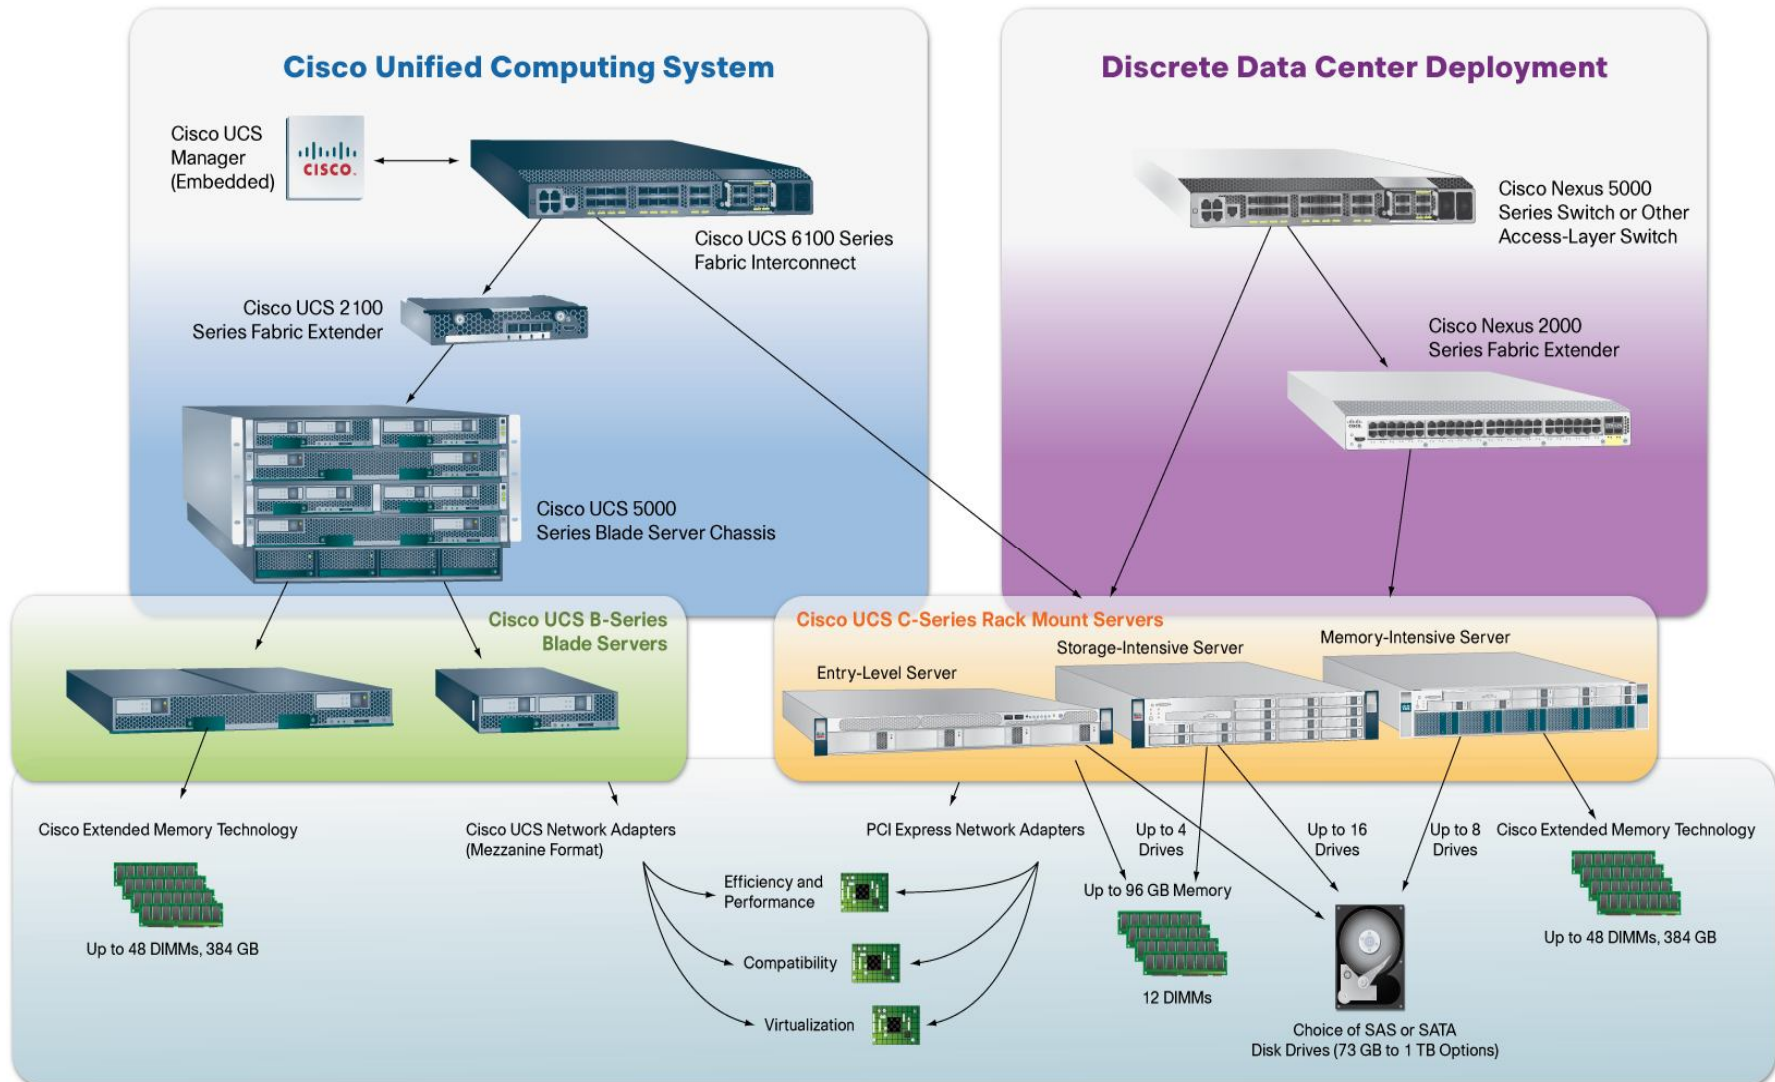 Cisco Unified Computing System
Discrete Data Center Deployment
Cisco UCS
Manager
(Embedded)
CISCO.
Cisco UCS 6100 Series
Fabric Interconnect
Cisco UCS 2100
Series Fabric Extender
Cisco UCS 5000
Series Blade Server Chassis
Cisco Nexus 5000
Series Switch or Other
Access-Layer Switch
Cisco Nexus 2000
Series Fabric Extender
Cisco UCS B-Series
Blade Servers
Cisco UCS C-Series Rack Mount Servers
Entry-Level Server
Storage-Intensive Server
Memory-Intensive Server
Cisco Extended Memory Technology
Up to 48 DIMMs, 384 GB
Cisco UCS Network Adapters
(Mezzanine Format)
PCI Express Network Adapters
Efficiency and
Performance
Compatibility
Virtualization
Up to 4
Drives
Up to 96 GB Memory
12 DIMMs
Up to 16
Drives
Up to 8
Drives
Choice of SAS or SATA
Disk Drives (73 GB to 1 TB Options)
Cisco Extended Memory Technology
Up to 48 DIMMs, 384 GB